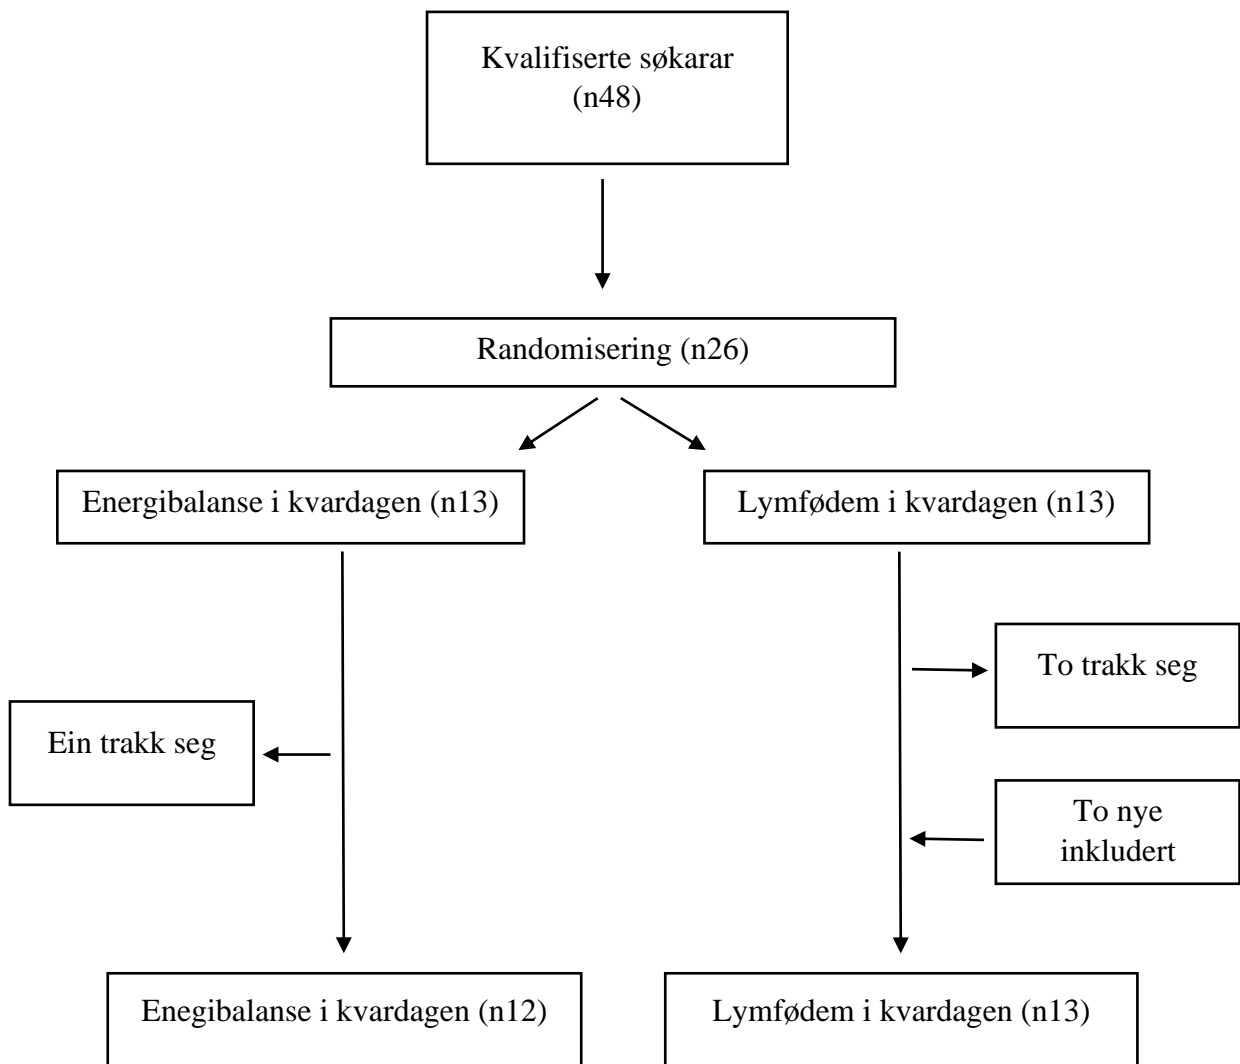 Kvalifiserte søkarar
(n48)
Randomisering (n26)
Energibalanse i kvardagen (n13)
Lymfødem i kvardagen (n13)
To trakk seg
Ein trakk seg
To nye
inkludert
Enegibalanse i kvardagen (n12)
Lymfødem i kvardagen (n13)